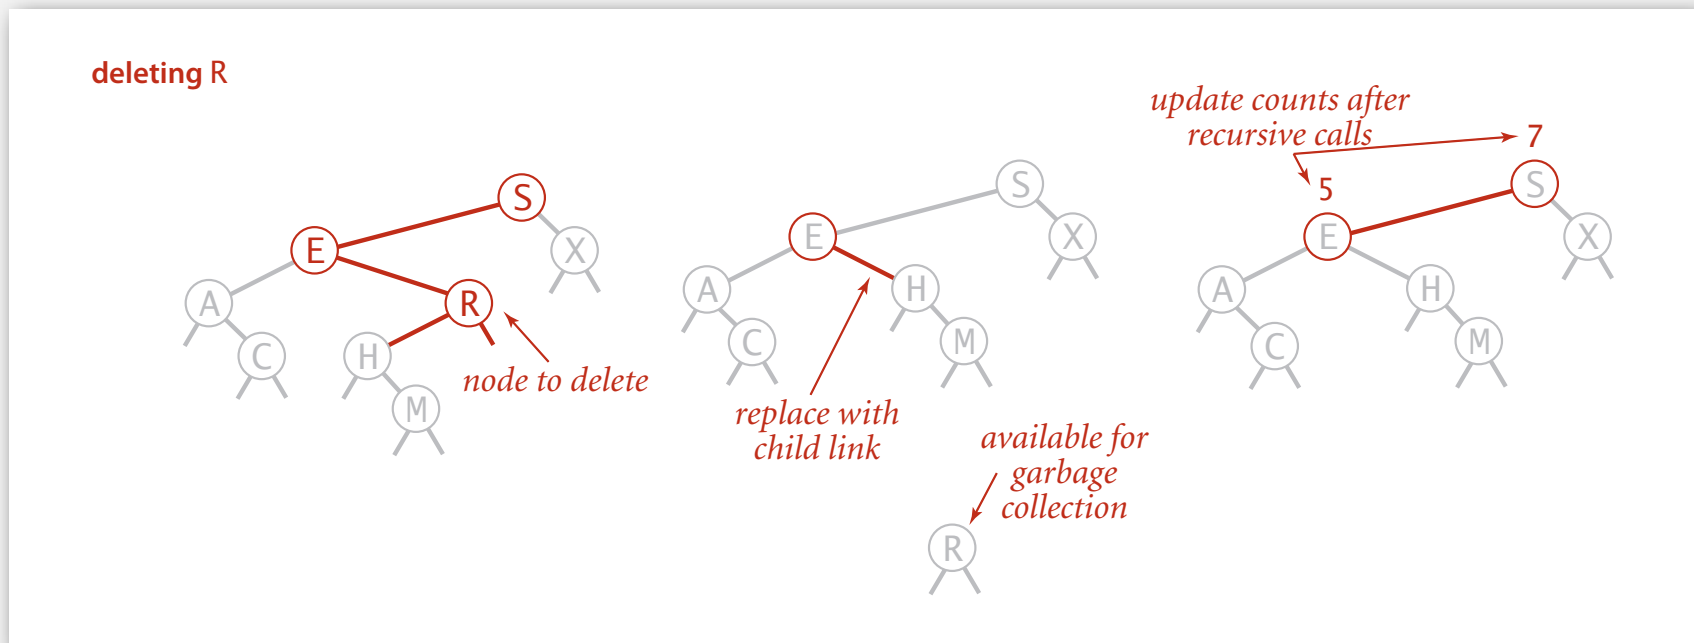 deleting R
S
E
X
A
R
C
H
M
node to delete
S
E
X
A
H
C
M
replace with
child link
available for
garbage
collection
R
update counts after
recursive calls
7
5
S
E
X
A
H
C
M